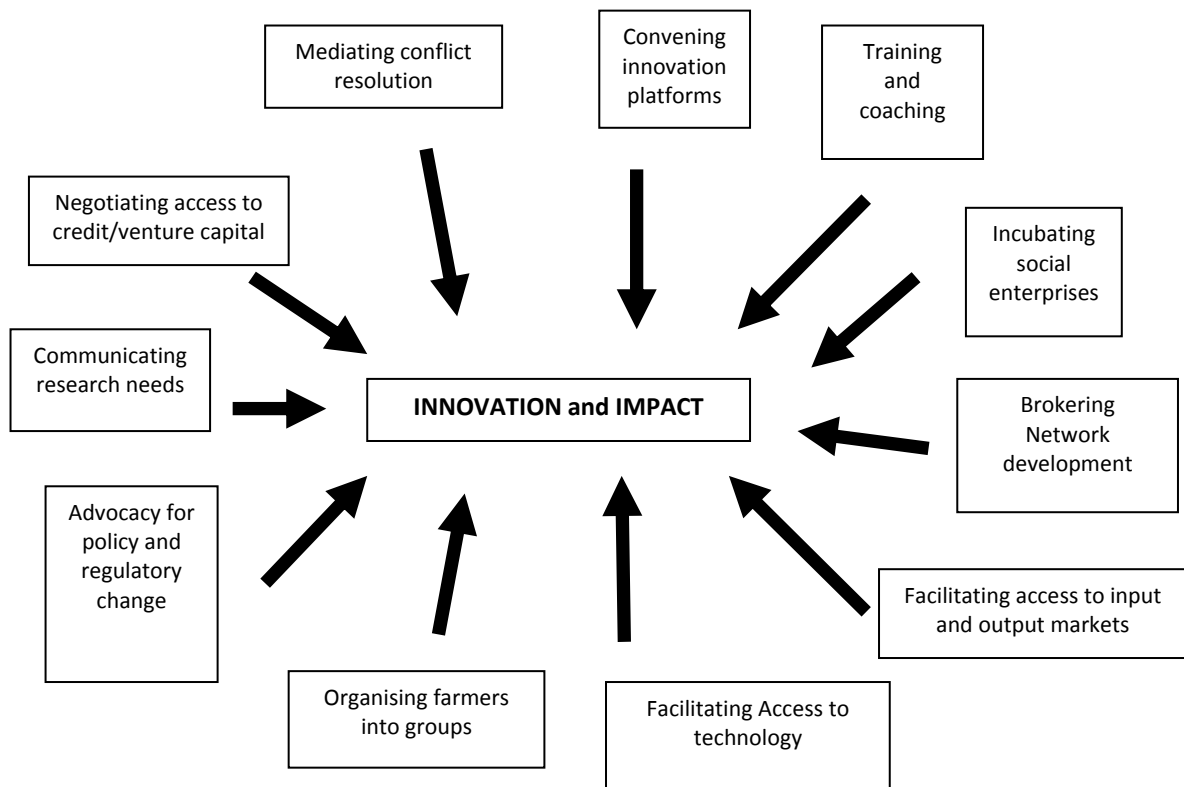 Mediating conflict
resolution
Convening
innovation
platforms
Training
and
coaching
Negotiating access to
credit/venture capital
Incubating
social
enterprises
Communicating
research needs
INNOVATION and IMPACT
Brokering
Network
development
Advocacy for
policy and
regulatory
change
Facilitating access to input
and output markets
Organising farmers
into groups
Facilitating Access to
technology